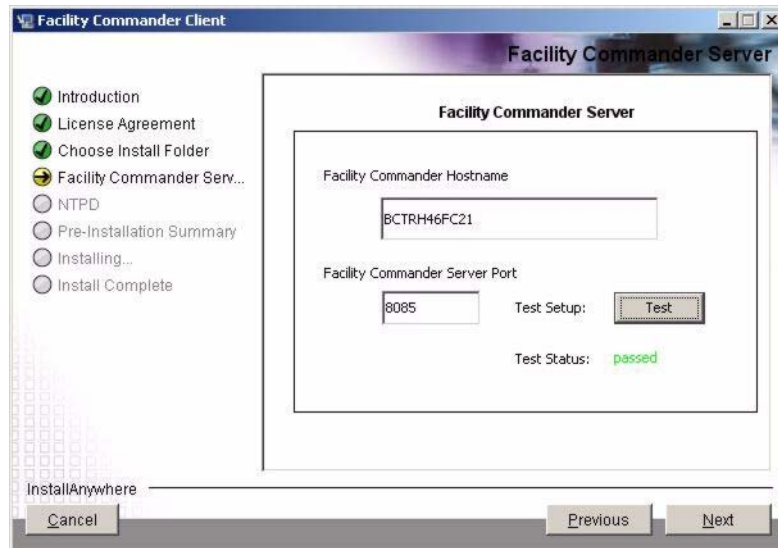 Facility Commander Client
Facility Commander Server
Introduction
License Agreement
Choose Install Folder
Facility Commander Serv...
NTPD
Pre-Installation Summary
Installing...
Install Complete
Facility Commander Server
Facility Commander Hostname
BCTRH46FC21
Facility Commander Server Port
8085 Test Setup: Test
Test Status: passed
InstallAnywhere
Cancel Previous Next